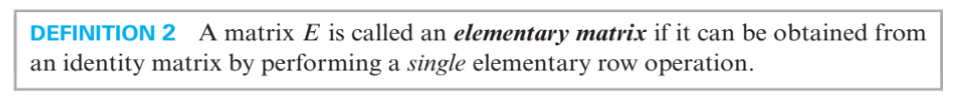 DEFINITION 2 A matrix E is called an elementary matrix if it can be obtained from
an identity matrix by performing a single elementary row operation.